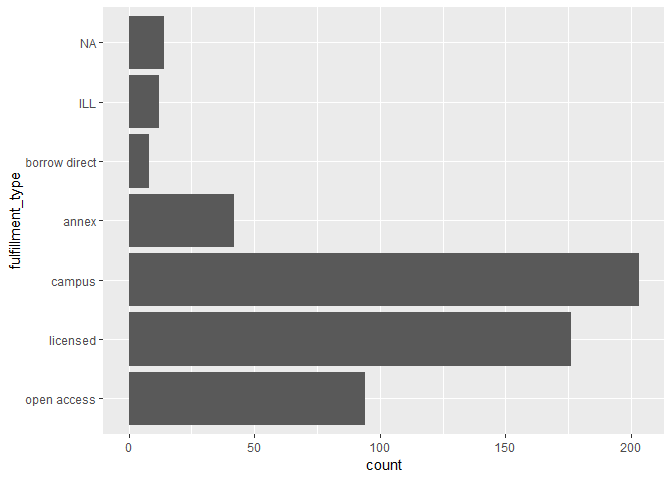 NA
ILL
borrow direct
annex
campus
licensed
open access
fulfillment_type
0 50 100 150 200
count